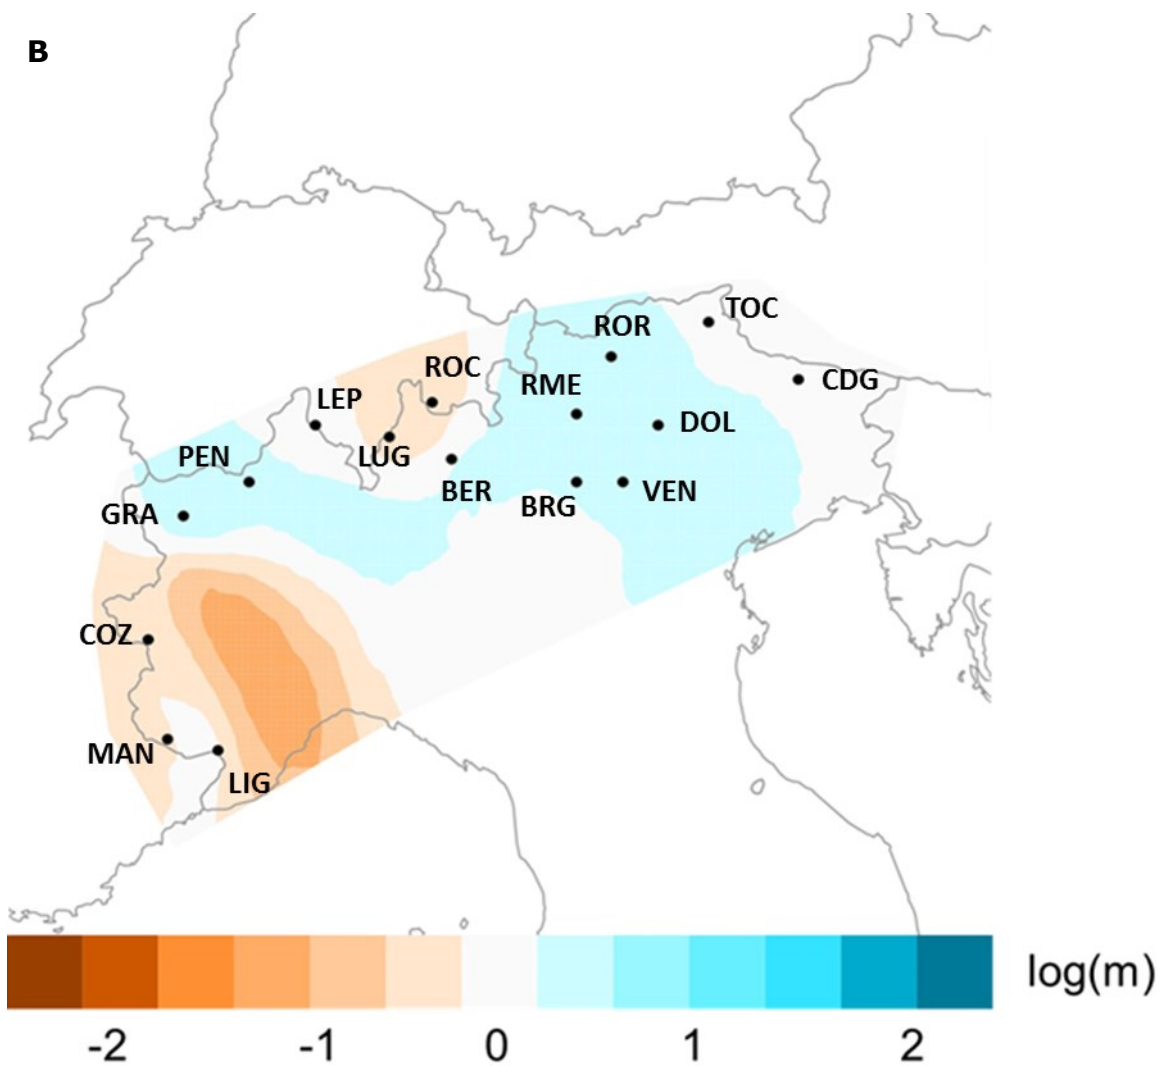 B
TOC
ROR
ROC
CDG
RME
LEP
DOL
PEN
LUG
BER
VEN
BRG
GRA
COZ
MAN
LIG
log(m)
-2 -1 0 1 2